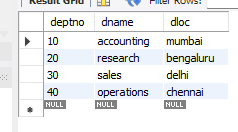 Result Grid Filter Rows:
deptno dname dloc
10 accounting mumbai
20 research bengaluru
30 sales delhi
40 operations chennai
NULL NULL NULL